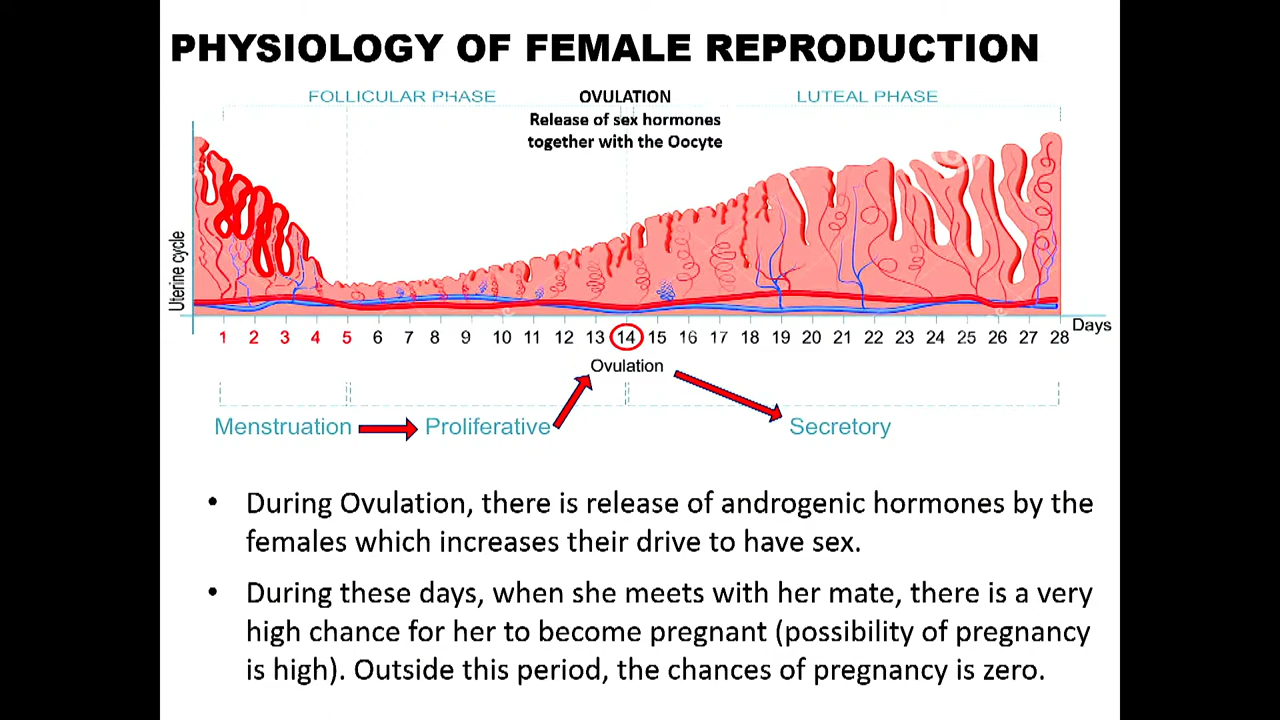 PHYSIOLOGY OF FEMALE REPRODUCTION
FOLLICULAR PHASE
OVULATION
LUTEAL PHASE
Release of sex hormones
together with the Oocyte
Uterine cycle
1 2 3 4 5 6 7 8 9 10 11 12 13 14 15 16 17 18 19 20 21 22 23 24 25 26 27 28 Days
Ovulation
Menstruation Proliferative Secretory
• During Ovulation, there is release of androgenic hormones by the
females which increases their drive to have sex.
• During these days, when she meets with her mate, there is a very
high chance for her to become pregnant (possibility of pregnancy
is high). Outside this period, the chances of pregnancy is zero.